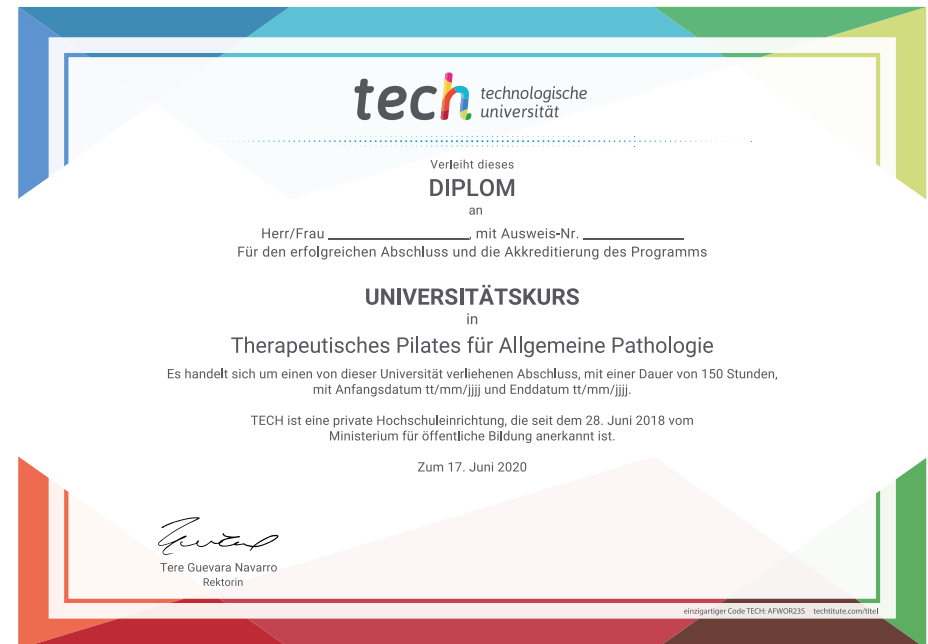 tech technologische
universität
Verleiht dieses
DIPLOM
an
Herr/Frau ____________, mit Ausweis-Nr. ____________
Für den erfolgreichen Abschluss und die Akkreditierung des Programms
UNIVERSITÄTSKURS
in
Therapeutisches Pilates für Allgemeine Pathologie
Es handelt sich um einen von dieser Universität verliehenen Abschluss, mit einer Dauer von 150 Stunden,
mit Anfangsdatum tt/mm/jjjj und Enddatum tt/mm/jjjj.
TECH ist eine private Hochschuleinrichtung, die seit dem 28. Juni 2018 vom
Ministerium für öffentliche Bildung anerkannt ist.
Zum 17. Juni 2020
Tere Guevara Navarro
Rektorin
einzigartiger Code TECH: AFWOR23S techtitute.com/titel